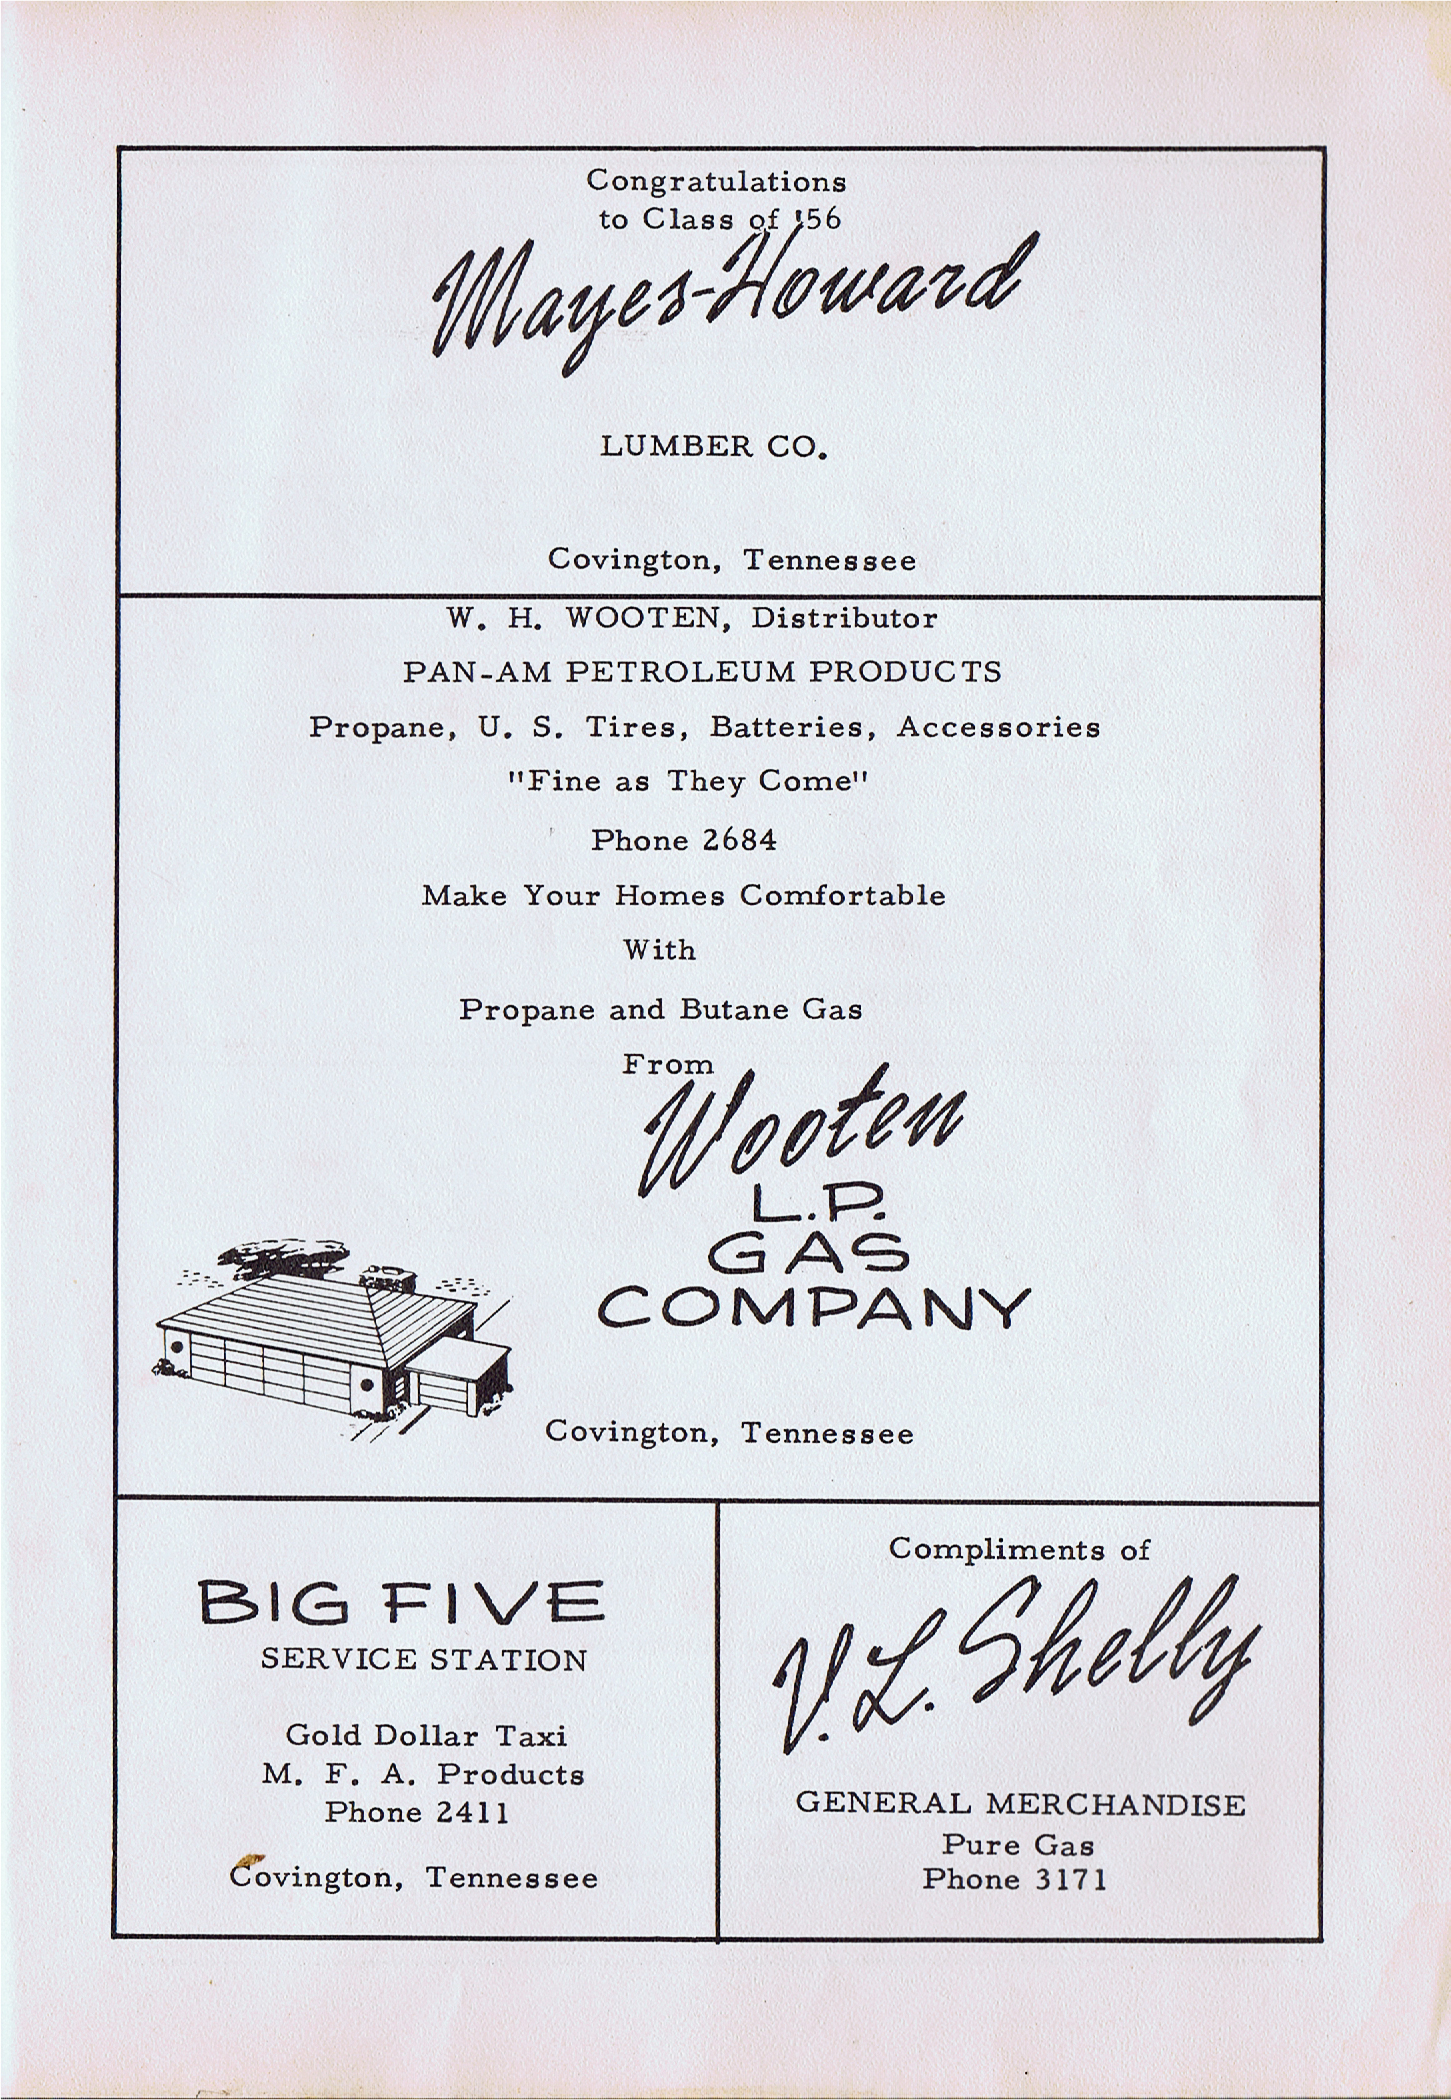 Congratulations
to Class of '56
Mayes-Howard
LUMBER CO.
Covington, Tennessee
W. H. WOOTEN, Distributor
PAN-AM PETROLEUM PRODUCTS
Propane, U. S. Tires, Batteries, Accessories
"Fine as They Come"
Phone 2684
Make Your Homes Comfortable
With
Propane and Butane Gas
From
Wooten
L.P.
GAS
COMPANY
Covington, Tennessee
BIG FIVE
SERVICE STATION
Gold Dollar Taxi
M. F. A. Products
Phone 2411
Covington, Tennessee
Compliments of
V. L. Shelly
GENERAL MERCHANDISE
Pure Gas
Phone 3171